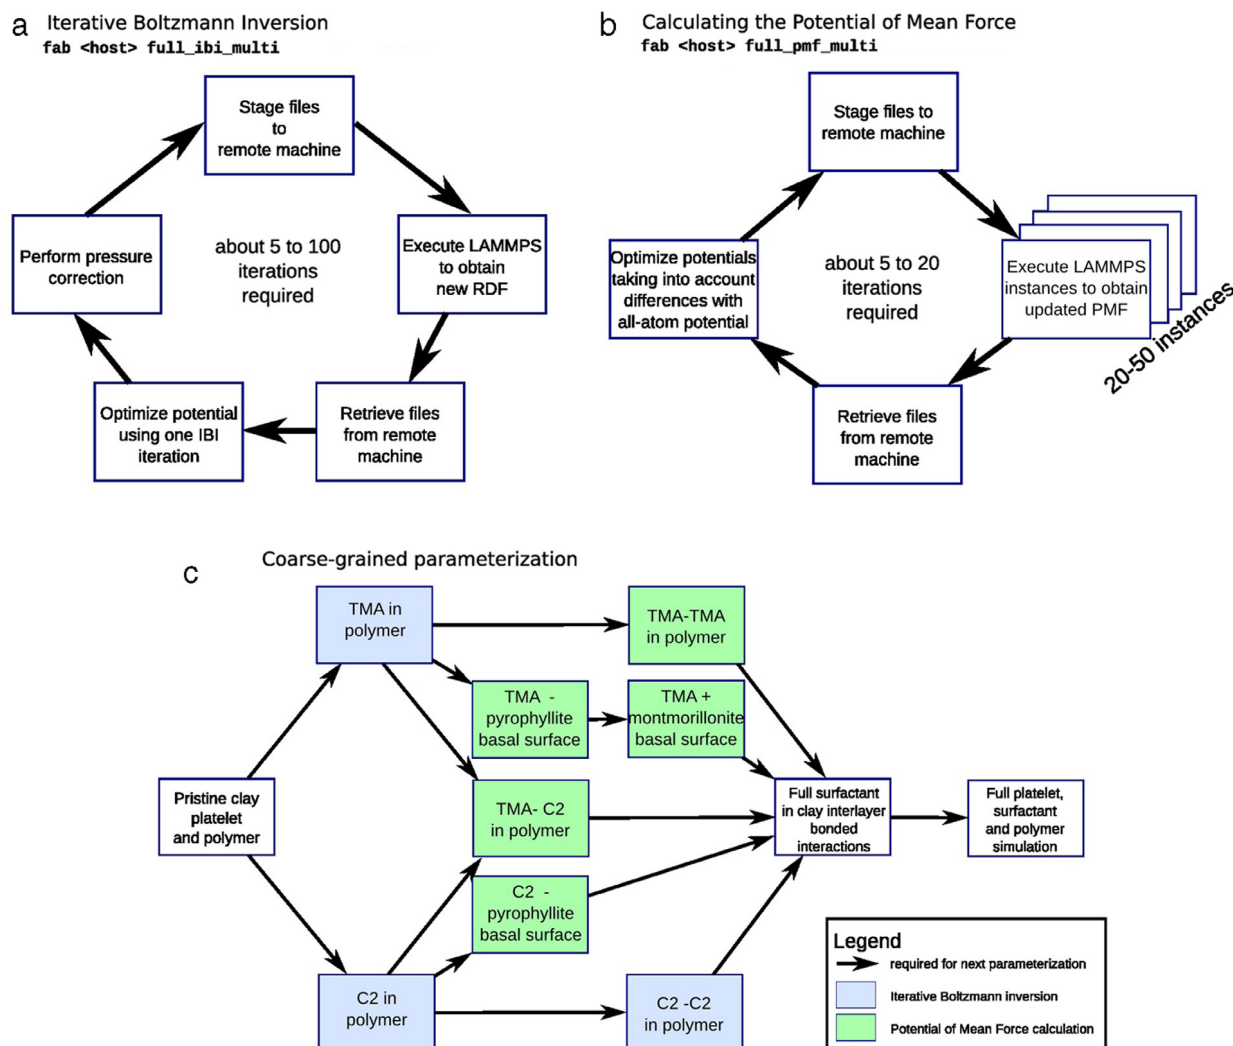 a
Iterative Boltzmann Inversion
fab <host> full_ibi_multi
Stage files
to
remote machine
Perform pressure
correction
about 5 to 100
iterations
required
Execute LAMMPS
to obtain
new RDF
Optimize potential
using one IBI
iteration
Retrieve files
from remote
machine
b
Calculating the Potential of Mean Force
fab <host> full_pmf_multi
Stage files to
remote machine
Optimize potentials
taking into account
differences with
all-atom potential
about 5 to 20
iterations
required
Execute LAMMPS
instances to obtain
updated PMF
20-50 instances
Retrieve files
from remote
machine
c
Coarse-grained parameterization
TMA in
polymer
TMA-TMA
in polymer
TMA -
pyrophyllite
basal surface
TMA +
montmorillonite
basal surface
Pristine clay
platelet
and polymer
TMA- C2
in polymer
Full surfactant
in clay interlayer
bonded
interactions
Full platelet,
surfactant
and polymer
simulation
C2 -
pyrophyllite
basal surface
C2 in
polymer
C2 -C2
in polymer
Legend
required for next parameterization
Iterative Boltzmann inversion
Potential of Mean Force calculation